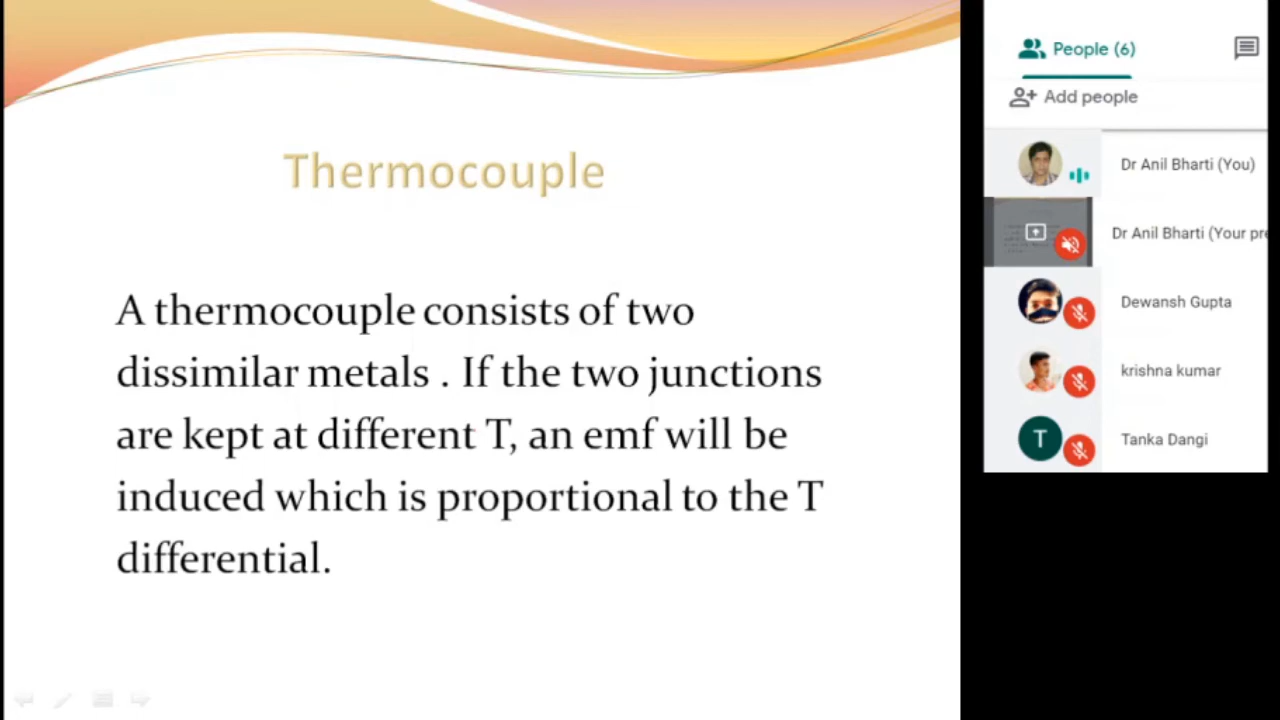 Thermocouple
A thermocouple consists of two
dissimilar metals . If the two junctions
are kept at different T, an emf will be
induced which is proportional to the T
differential.
People (6)
Add people
Dr Anil Bharti (You)
Dr Anil Bharti (Your pre
Dewansh Gupta
krishna kumar
T
Tanka Dangi